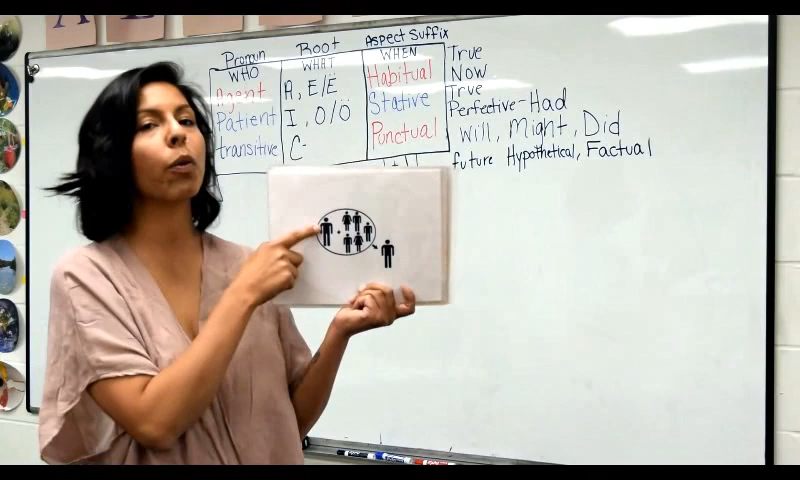 Pronoun Root Aspect Suffix
WHO WHAT WHEN True
Agent A, E/Ë Habitual Now
Patient I, O/Ö Stative True
transitive C- Punctual Perfective-Had
Will, Might, Did
future Hypothetical, Factual